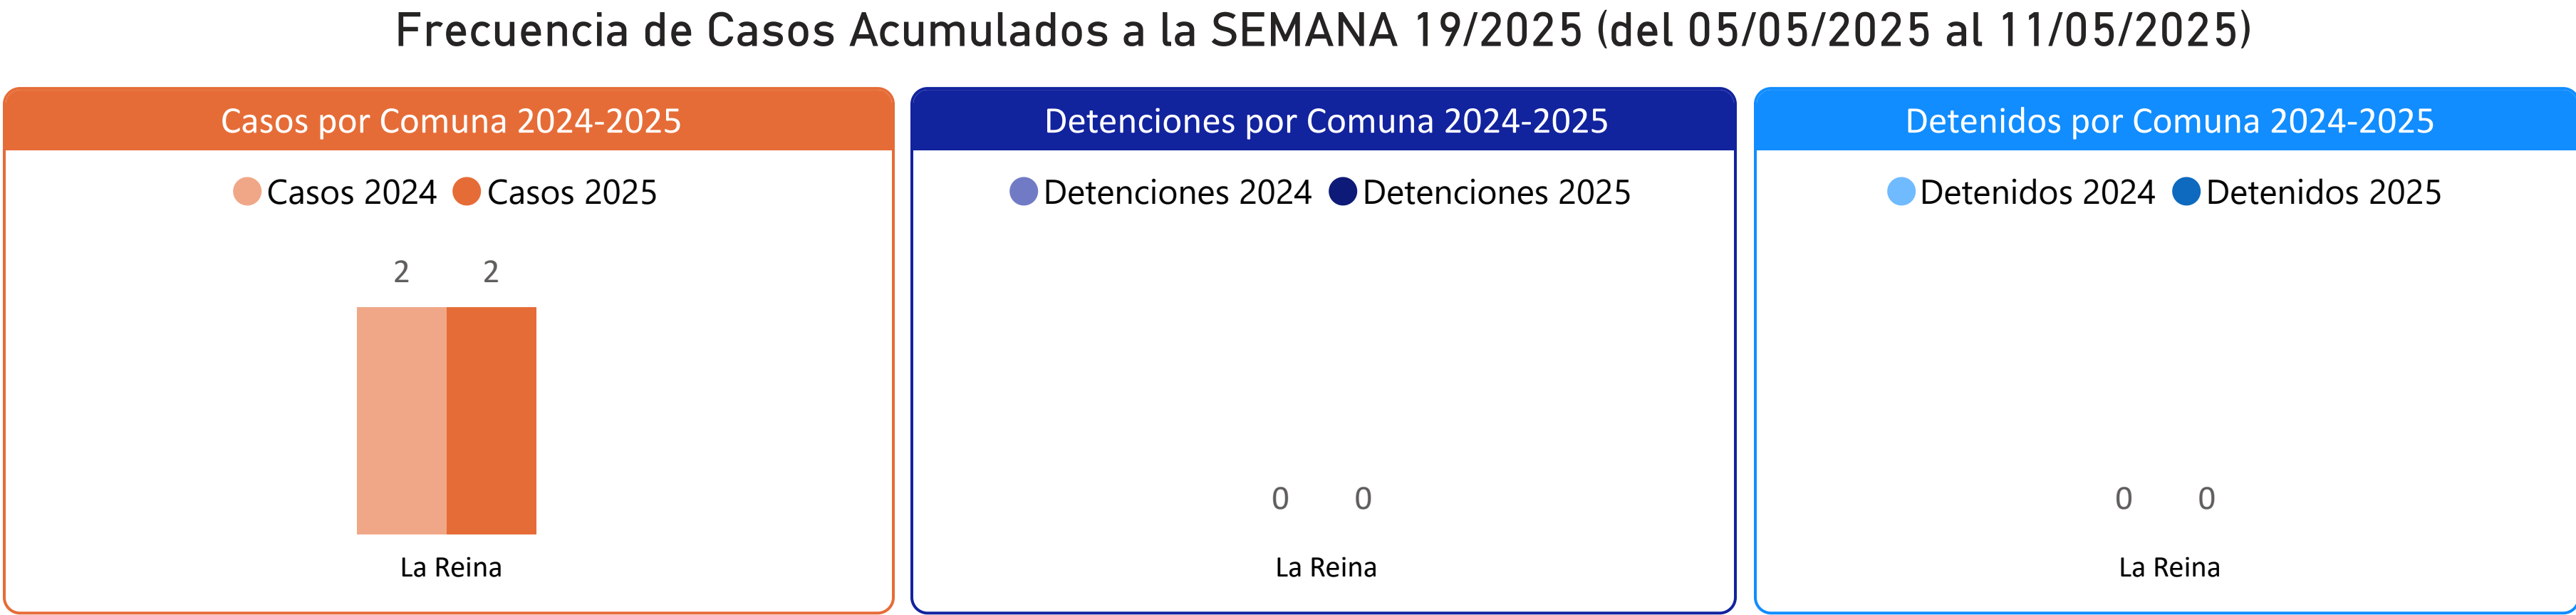 Frecuencia de Casos Acumulados a la SEMANA 19/2025 (del 05/05/2025 al 11/05/2025)
Casos por Comuna 2024-2025
Casos 2024 Casos 2025
2 2
La Reina
Detenciones por Comuna 2024-2025
Detenciones 2024 Detenciones 2025
0 0
La Reina
Detenidos por Comuna 2024-2025
Detenidos 2024 Detenidos 2025
0 0
La Reina